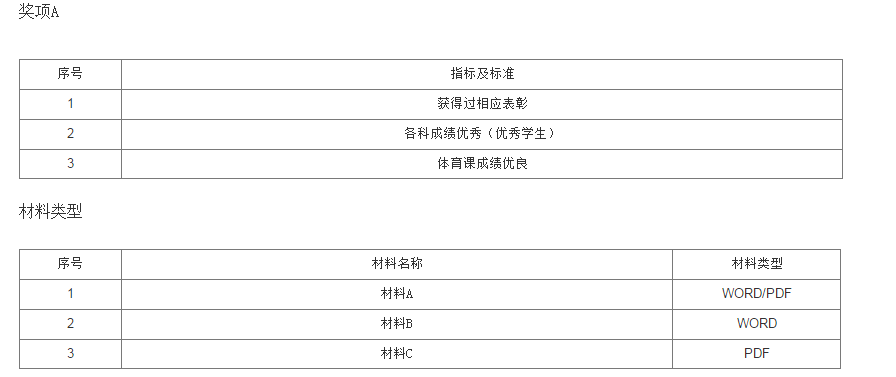 奖项A
序号 指标及标准
1 获得过相应表彰
2 各科成绩优秀（优秀学生）
3 体育课成绩优良
材料类型
序号 材料名称 材料类型
1 材料A WORD/PDF
2 材料B WORD
3 材料C PDF